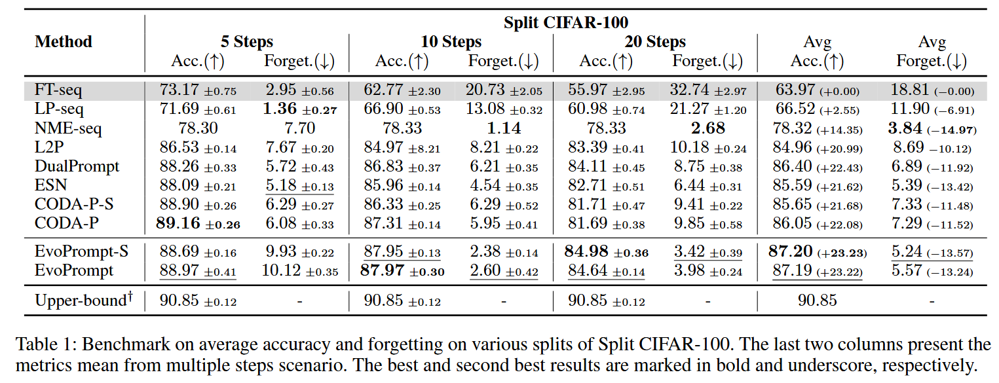 Split CIFAR-100
Method 5 Steps 10 Steps 20 Steps Avg Avg
Acc.(↑) Forget.(↓) Acc.(↑) Forget.(↓) Acc.(↑) Forget.(↓) Acc.(↑) Forget.(↓)
FT-seq 73.17 ±0.75 2.95 ±0.56 62.77 ±2.30 20.73 ±2.05 55.97 ±2.95 32.74 ±2.97 63.97 (+0.00) 18.81 (−0.00)
LP-seq 71.69 ±0.61 1.36 ±0.27 66.90 ±0.53 13.08 ±0.32 60.98 ±0.74 21.27 ±1.20 66.52 (+2.55) 11.90 (−6.91)
NME-seq 78.30 7.70 78.33 1.14 78.33 2.68 78.32 (+14.35) 3.84 (−14.97)
L2P 86.53 ±0.14 7.67 ±0.20 84.97 ±8.21 8.21 ±0.22 83.39 ±0.41 10.18 ±0.24 84.96 (+20.99) 8.69 −10.12)
DualPrompt 88.26 ±0.33 5.72 ±0.43 86.83 ±0.37 6.21 ±0.35 84.11 ±0.45 8.75 ±0.38 86.40 (+22.43) 6.89 (−11.92)
ESN 88.09 ±0.21 5.18 ±0.13 85.96 ±0.14 4.54 ±0.35 82.71 ±0.51 6.44 ±0.31 85.59 (+21.62) 5.39 (−13.42)
CODA-P-S 88.90 ±0.26 6.29 ±0.27 86.33 ±0.25 6.29 ±0.52 81.71 ±0.47 9.41 ±0.22 85.65 (+21.68) 7.33 (−11.48)
CODA-P 89.16 ±0.26 6.08 ±0.33 87.31 ±0.14 5.95 ±0.41 81.69 ±0.38 9.85 ±0.58 86.05 (+22.08) 7.29 (−11.52)
EvoPrompt-S 88.69 ±0.16 9.93 ±0.22 87.95 ±0.13 2.38 ±0.14 84.98 ±0.36 3.42 ±0.39 87.20 (+23.23) 5.24 (−13.57)
EvoPrompt 88.97 ±0.41 10.12 ±0.35 87.97 ±0.30 2.60 ±0.42 84.64 ±0.14 3.98 ±0.24 87.19 (+23.22) 5.57 (−13.24)
Upper-bound† 90.85 ±0.12 - 90.85 ±0.12 - 90.85 ±0.12 - 90.85 -
Table 1: Benchmark on average accuracy and forgetting on various splits of Split CIFAR-100. The last two columns present the
metrics mean from multiple steps scenario. The best and second best results are marked in bold and underscore, respectively.